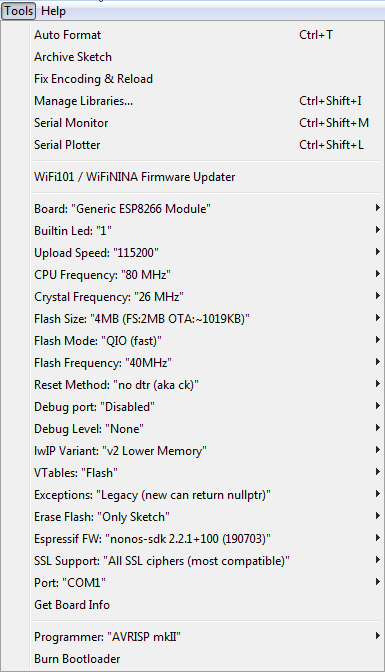 Tools Help
Auto Format Ctrl+T
Archive Sketch
Fix Encoding & Reload
Manage Libraries... Ctrl+Shift+I
Serial Monitor Ctrl+Shift+M
Serial Plotter Ctrl+Shift+L
WiFi101 / WiFiNINA Firmware Updater
Board: "Generic ESP8266 Module"
Builtin Led: "1"
Upload Speed: "115200"
CPU Frequency: "80 MHz"
Crystal Frequency: "26 MHz"
Flash Size: "4MB (FS:2MB OTA:~1019KB)"
Flash Mode: "QIO (fast)"
Flash Frequency: "40MHz"
Reset Method: "no dtr (aka ck)"
Debug port: "Disabled"
Debug Level: "None"
lwIP Variant: "v2 Lower Memory"
VTables: "Flash"
Exceptions: "Legacy (new can return nullptr)"
Erase Flash: "Only Sketch"
Espressif FW: "nonos-sdk 2.2.1+100 (190703)"
SSL Support: "All SSL ciphers (most compatible)"
Port: "COM1"
Get Board Info
Programmer: "AVRISP mkII"
Burn Bootloader